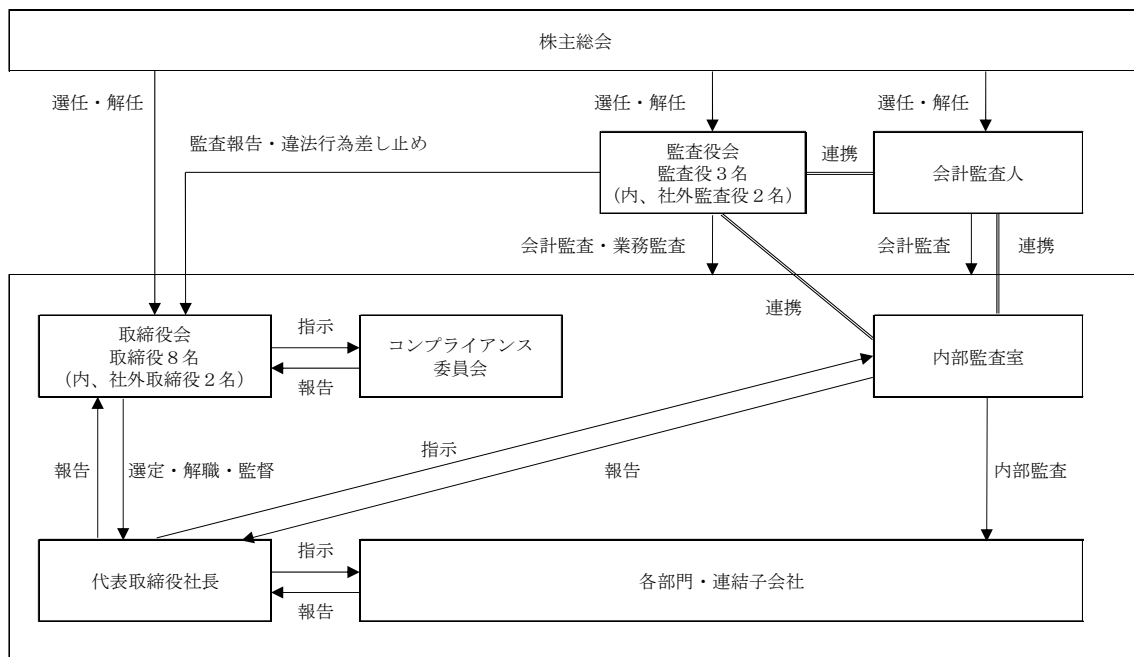 株主総会
選任・解任
選任・解任
選任・解任
監査報告・違法行為差し止め
監査役会
監査役３名
（内、社外監査役２名）
連携
会計監査人
会計監査・業務監査
会計監査
連携
連携
取締役会
取締役８名
（内、社外取締役２名）
指示
報告
コンプライアンス
委員会
内部監査室
報告
選定・解職・監督
指示
報告
内部監査
代表取締役社長
指示
報告
各部門・連結子会社